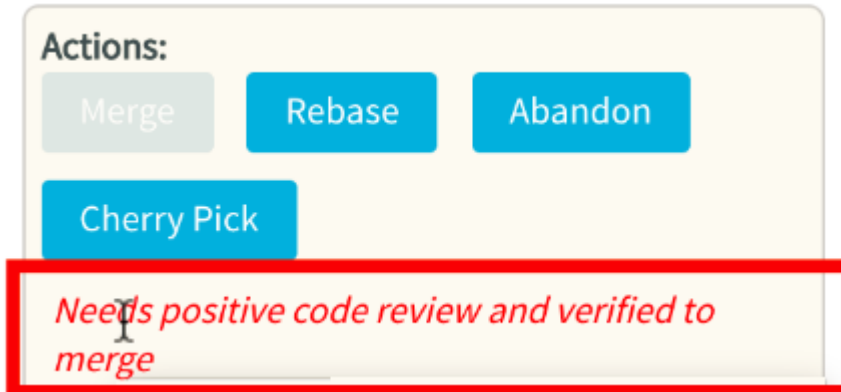 Actions:
Merge Rebase Abandon
Cherry Pick
Needs positive code review and verified to
merge